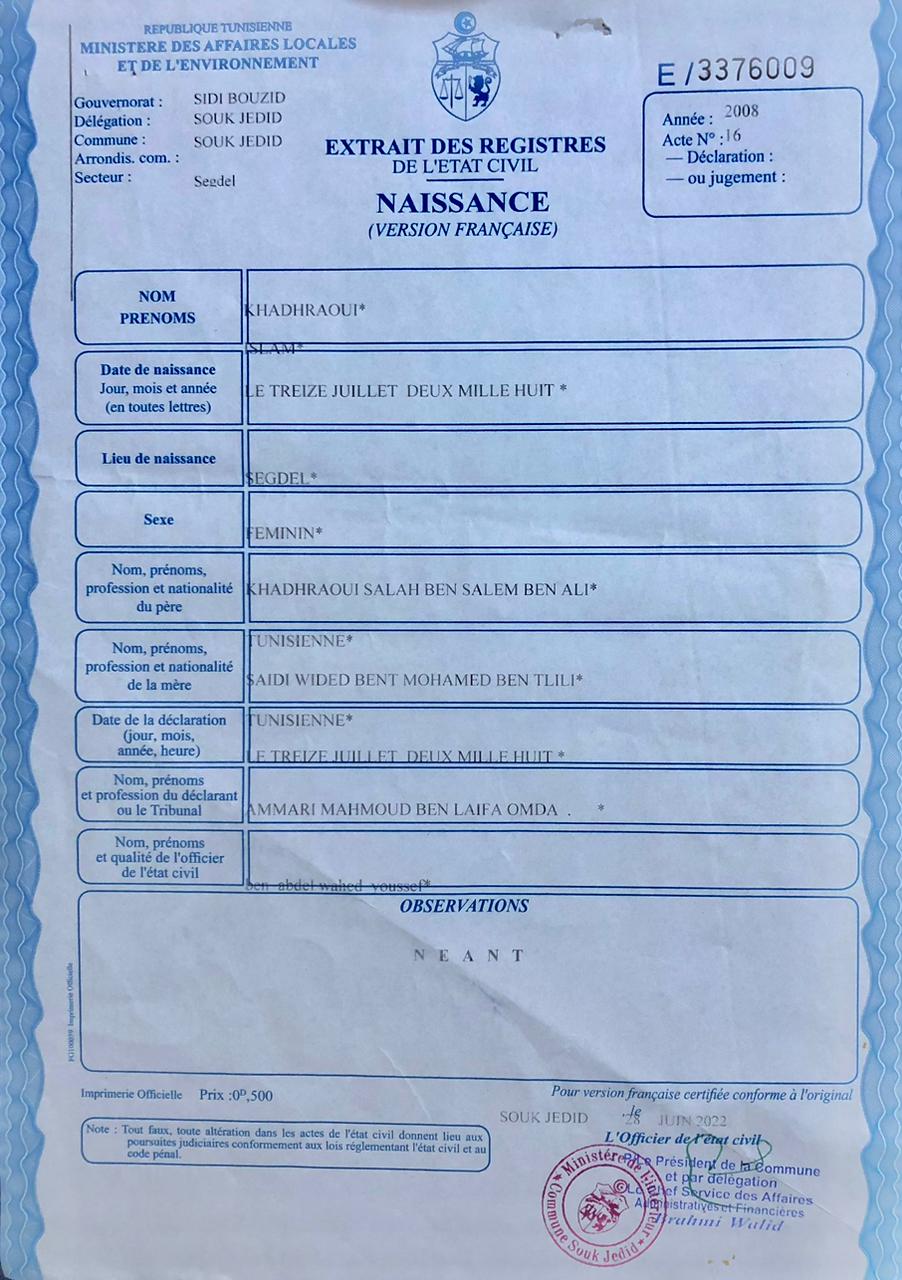 REPUBLIQUE TUNISIENNE
MINISTERE DES AFFAIRES LOCALES
ET DE L'ENVIRONNEMENT
Gouvernorat : SIDI BOUZID
Délégation : SOUK JEDID
Commune : SOUK JEDID
Arrondis. com. :
Secteur : Segdel
EXTRAIT DES REGISTRES
DE L'ETAT CIVIL
NAISSANCE
(VERSION FRANÇAISE)
E /3376009
Année : 2008
Acte N° :16
— Déclaration :
— ou jugement :
NOM
PRENOMS
KHADHRAOUI*
ISLAM*
Date de naissance
Jour, mois et année
(en toutes lettres)
LE TREIZE JUILLET DEUX MILLE HUIT *
Lieu de naissance
SEGDEL*
Sexe
FEMININ*
Nom, prénoms,
profession et nationalité
du père
KHADHRAOUI SALAH BEN SALEM BEN ALI*
TUNISIENNE*
Nom, prénoms,
profession et nationalité
de la mère
SAIDI WIDED BENT MOHAMED BEN TLILI*
TUNISIENNE*
Date de la déclaration
(jour, mois,
année, heure)
LE TREIZE JUILLET DEUX MILLE HUIT *
Nom, prénoms
et profession du déclarant
ou le Tribunal
AMMARI MAHMOUD BEN LAIFA OMDA . *
Nom, prénoms
et qualité de l'officier
de l'état civil
ben abdel wahed youssef*
OBSERVATIONS
N E A N T
PG100059 Imprimerie Officielle
Imprimerie Officielle Prix :0ᴰ,500
Note : Tout faux, toute altération dans les actes de l'état civil donnent lieu aux
poursuites judiciaires conformement aux lois réglementant l'état civil et au
code pénal.
Pour version française certifiée conforme à l'original
SOUK JEDID le 28 JUIN 2022
L'Officier de l'état civil
P/Le Président de la Commune
et par délégation
Le Chef Service des Affaires
Administratives et Financières
Brahmi Walid
Ministère de l'Intérieur
Commune Souk Jedid